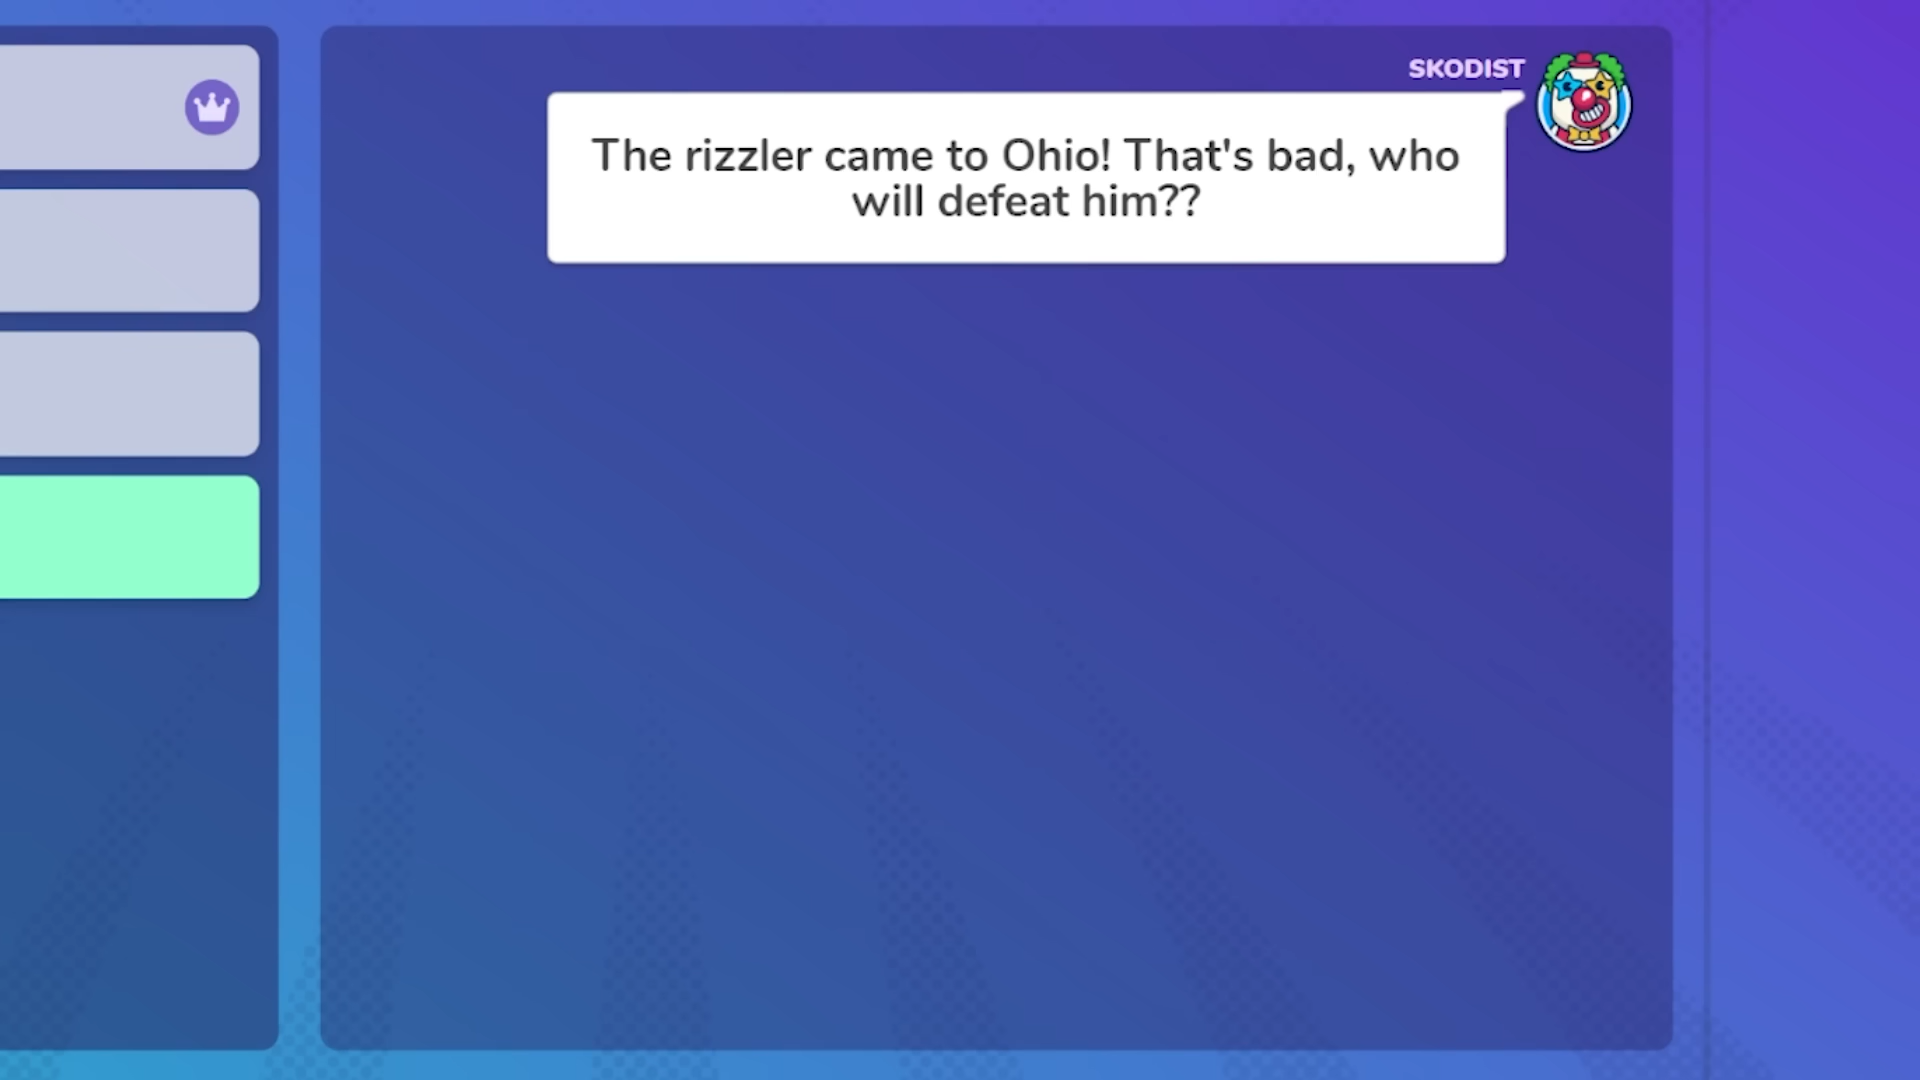 SKODIST
The rizzler came to Ohio! That's bad, who
will defeat him??